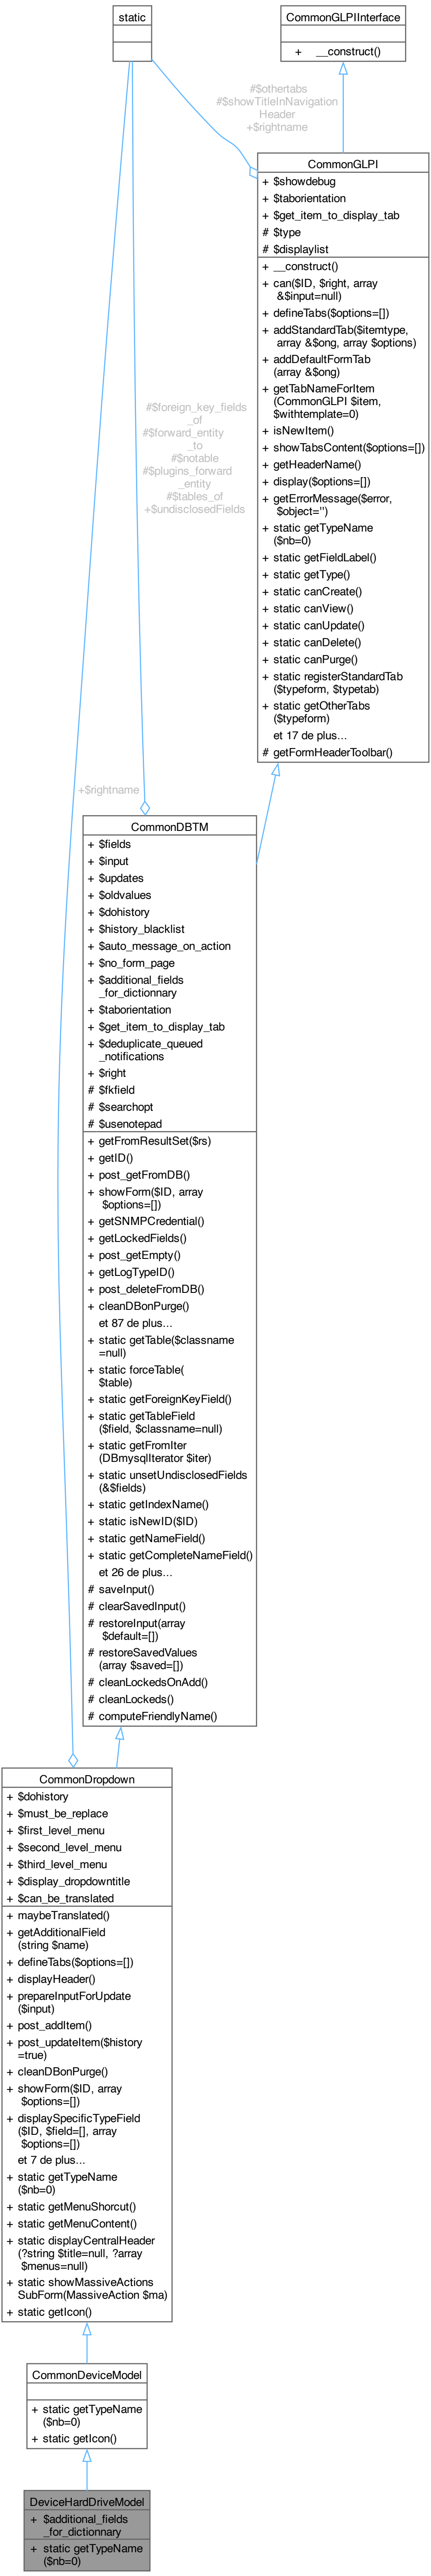 static
CommonGLPIInterface
+ __construct()
#$othertabs
#$showTitleInNavigation
Header
+$rightname
CommonGLPI
+ $showdebug
+ $taborientation
+ $get_item_to_display_tab
# $type
# $displaylist
+ __construct()
+ can($ID, $right, array
&$input=null)
+ defineTabs($options=[])
+ addStandardTab($itemtype,
array &$ong, array $options)
+ addDefaultFormTab
(array &$ong)
+ getTabNameForItem
(CommonGLPI $item,
$withtemplate=0)
+ isNewItem()
+ showTabsContent($options=[])
+ getHeaderName()
+ display($options=[])
+ getErrorMessage($error,
$object='')
+ static getTypeName
($nb=0)
+ static getFieldLabel()
+ static getType()
+ static canCreate()
+ static canView()
+ static canUpdate()
+ static canDelete()
+ static canPurge()
+ static registerStandardTab
($typeform, $typetab)
+ static getOtherTabs
($typeform)
et 17 de plus...
# getFormHeaderToolbar()
#$foreign_key_fields
_of
#$forward_entity
_to
#$notable
#$plugins_forward
_entity
#$tables_of
+$undisclosedFields
+$rightname
CommonDBTM
+ $fields
+ $input
+ $updates
+ $oldvalues
+ $dohistory
+ $history_blacklist
+ $auto_message_on_action
+ $no_form_page
+ $additional_fields
_for_dictionnary
+ $taborientation
+ $get_item_to_display_tab
+ $deduplicate_queued
_notifications
+ $right
# $fkfield
# $searchopt
# $usenotepad
+ getFromResultSet($rs)
+ getID()
+ post_getFromDB()
+ showForm($ID, array
$options=[])
+ getSNMPCredential()
+ getLockedFields()
+ post_getEmpty()
+ getLogTypeID()
+ post_deleteFromDB()
+ cleanDBonPurge()
et 87 de plus...
+ static getTable($classname
=null)
+ static forceTable(
$table)
+ static getForeignKeyField()
+ static getTableField
($field, $classname=null)
+ static getFromIter
(DBmysqlIterator $iter)
+ static unsetUndisclosedFields
(&$fields)
+ static getIndexName()
+ static isNewID($ID)
+ static getNameField()
+ static getCompleteNameField()
et 26 de plus...
# saveInput()
# clearSavedInput()
# restoreInput(array
$default=[])
# restoreSavedValues
(array $saved=[])
# cleanLockedsOnAdd()
# cleanLockeds()
# computeFriendlyName()
CommonDropdown
+ $dohistory
+ $must_be_replace
+ $first_level_menu
+ $second_level_menu
+ $third_level_menu
+ $display_dropdowntitle
+ $can_be_translated
+ maybeTranslated()
+ getAdditionalField
(string $name)
+ defineTabs($options=[])
+ displayHeader()
+ prepareInputForUpdate
($input)
+ post_addItem()
+ post_updateItem($history
=true)
+ cleanDBonPurge()
+ showForm($ID, array
$options=[])
+ displaySpecificTypeField
($ID, $field=[], array
$options=[])
et 7 de plus...
+ static getTypeName
($nb=0)
+ static getMenuShorcut()
+ static getMenuContent()
+ static displayCentralHeader
(?string $title=null, ?array
$menus=null)
+ static showMassiveActions
SubForm(MassiveAction $ma)
+ static getIcon()
CommonDeviceModel
+ static getTypeName
($nb=0)
+ static getIcon()
DeviceHardDriveModel
+ $additional_fields
_for_dictionnary
+ static getTypeName
($nb=0)